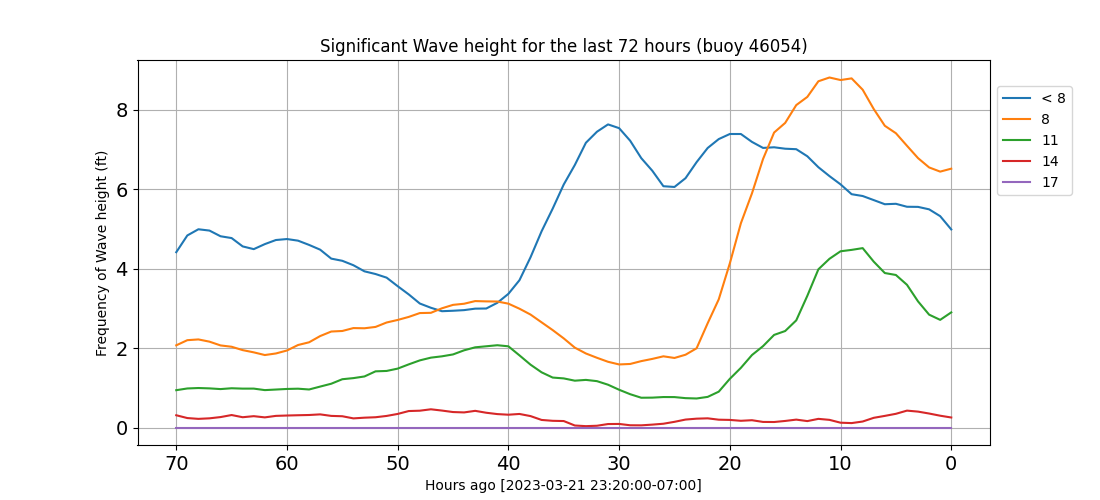 Significant Wave height for the last 72 hours (buoy 46054)
Frequency of Wave height (ft)
8
6
4
2
0
70 60 50 40 30 20 10 0
Hours ago [2023-03-21 23:20:00-07:00]
< 8
8
11
14
17